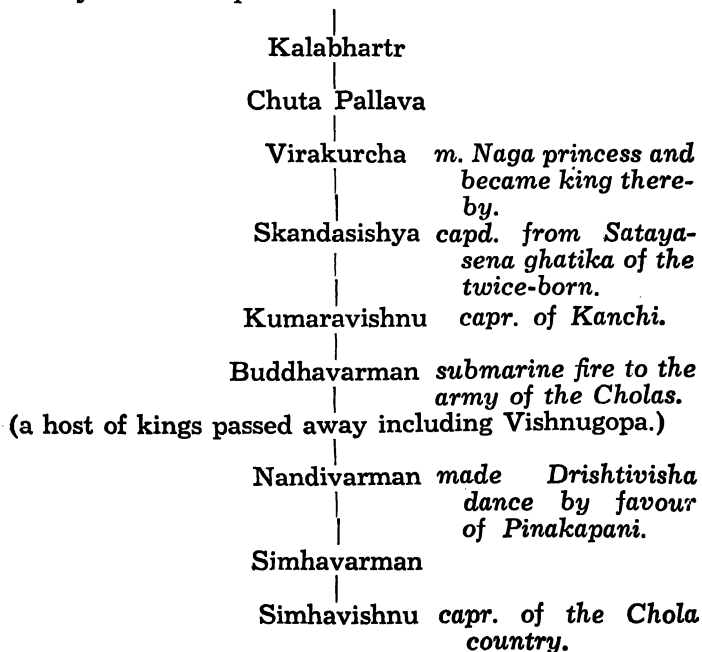 Kalabhartr
Chuta Pallava
Virakurcha m. Naga princess and
became king there-
by.
Skandasishya capd. from Sataya-
sena ghatika of the
twice-born.
Kumaravishnu capr. of Kanchi.
Buddhavarman submarine fire to the
army of the Cholas.
(a host of kings passed away including Vishnugopa.)
Nandivarman made Drishtivisha
dance by favour
of Pinakapani.
Simhavarman
Simhavishnu capr. of the Chola
country.